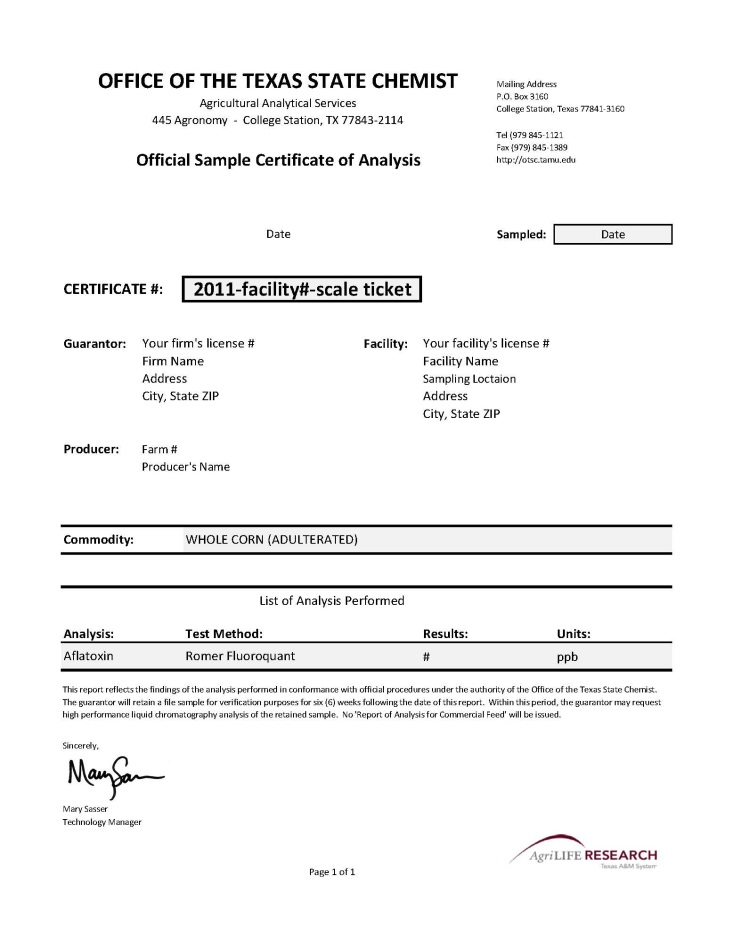 OFFICE OF THE TEXAS STATE CHEMIST
Agricultural Analytical Services
445 Agronomy - College Station, TX 77843-2114
Official Sample Certificate of Analysis
Mailing Address
P.O. Box 3160
College Station, Texas 77841-3160
Tel (979 845-1121
Fax (979) 845-1389
http://otsc.tamu.edu
Date
Sampled: Date
CERTIFICATE #: 2011-facility#-scale ticket
Guarantor: Your firm's license #
Firm Name
Address
City, State ZIP
Facility: Your facility's license #
Facility Name
Sampling Loctaion
Address
City, State ZIP
Producer: Farm #
Producer's Name
Commodity: WHOLE CORN (ADULTERATED)
List of Analysis Performed
Analysis: Test Method: Results: Units:
Aflatoxin Romer Fluoroquant # ppb
This report reflects the findings of the analysis performed in conformance with official procedures under the authority of the Office of the Texas State Chemist.
The guarantor will retain a file sample for verification purposes for six (6) weeks following the date of this report. Within this period, the guarantor may request
high performance liquid chromatography analysis of the retained sample. No 'Report of Analysis for Commercial Feed' will be issued.
Sincerely,
Mary Sasser
Technology Manager
AgriLIFE RESEARCH
Texas A&M System
Page 1 of 1